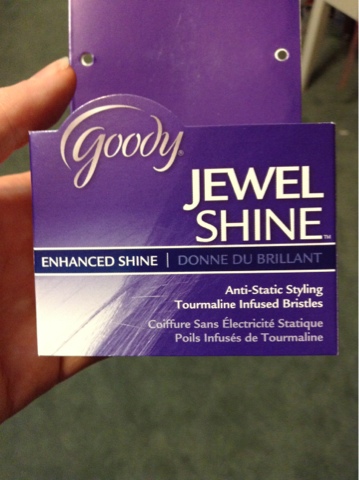 goody®
JEWEL
SHINE™
ENHANCED SHINE | DONNE DU BRILLANT
Anti-Static Styling
Tourmaline Infused Bristles
Coiffure Sans Électricité Statique
Poils Infusés de Tourmaline